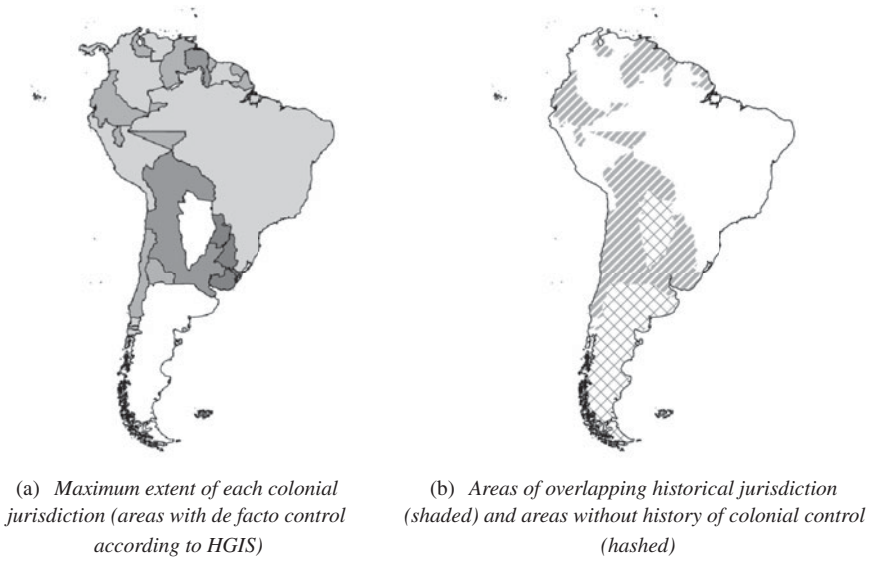 (a) Maximum extent of each colonial
jurisdiction (areas with de facto control
according to HGIS)
(b) Areas of overlapping historical jurisdiction
(shaded) and areas without history of colonial control
(hashed)